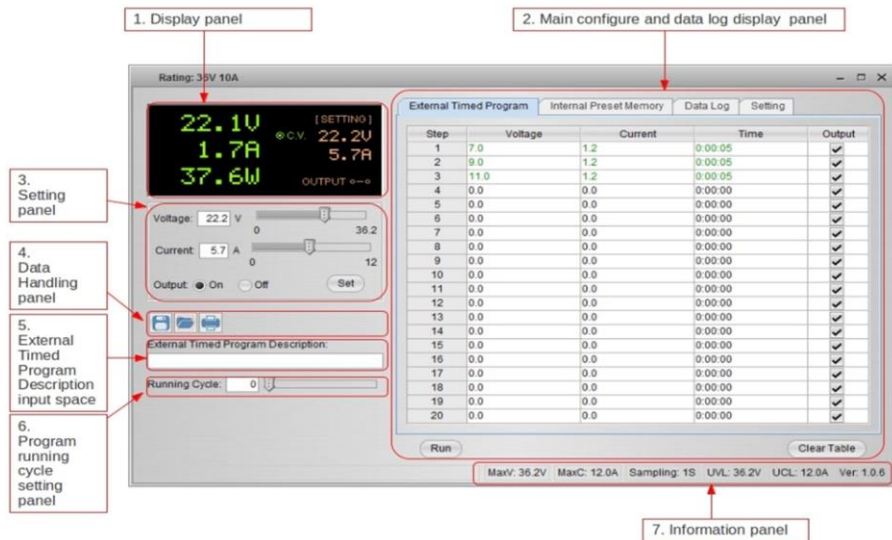 1. Display panel
2. Main configure and data log display panel
Rating: 36V 10A
22.1V
1.7A
37.6W
C.V.
[SETTING]
22.2V
5.7A
OUTPUT
3.
Setting
panel
Voltage: 22.2 V
0 36.2
Current: 5.7 A
0 12
Output: On Off Set
4.
Data
Handling
panel
5.
External
Timed
Program
Description
input space
External Timed Program Description:
6.
Program
running
cycle
setting
panel
Running Cycle: 0
External Timed Program Internal Preset Memory Data Log Setting
Step Voltage Current Time Output
1 7.0 1.2 0:00:05
2 9.0 1.2 0:00:05
3 11.0 1.2 0:00:05
4 0.0 0.0 0:00:00
5 0.0 0.0 0:00:00
6 0.0 0.0 0:00:00
7 0.0 0.0 0:00:00
8 0.0 0.0 0:00:00
9 0.0 0.0 0:00:00
10 0.0 0.0 0:00:00
11 0.0 0.0 0:00:00
12 0.0 0.0 0:00:00
13 0.0 0.0 0:00:00
14 0.0 0.0 0:00:00
15 0.0 0.0 0:00:00
16 0.0 0.0 0:00:00
17 0.0 0.0 0:00:00
18 0.0 0.0 0:00:00
19 0.0 0.0 0:00:00
20 0.0 0.0 0:00:00
Run Clear Table
MaxV: 36.2V MaxC: 12.0A Sampling: 1S UVL: 36.2V UCL: 12.0A Ver: 1.0.6
7. Information panel